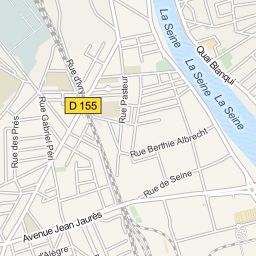 La Seine
Quai Blanqui
La Seine
La Seine
Rue d'Ivry
Rue Pasteur
D 155
Rue Gabriel Péri
Rue des Prés
Rue Berthie Albrecht
Rue de Seine
Avenue Jean Jaurès
d'Alègre